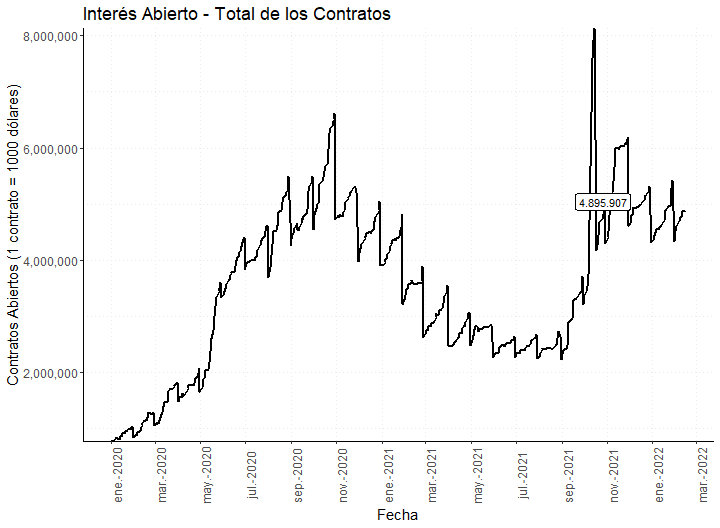 Interés Abierto - Total de los Contratos
Contratos Abiertos (1 contrato = 1000 dólares)
8,000,000
6,000,000
4,000,000
2,000,000
4.895.907
ene.-2020
mar.-2020
may.-2020
jul.-2020
sep.-2020
nov.-2020
ene.-2021
mar.-2021
may.-2021
jul.-2021
sep.-2021
nov.-2021
ene.-2022
mar.-2022
Fecha